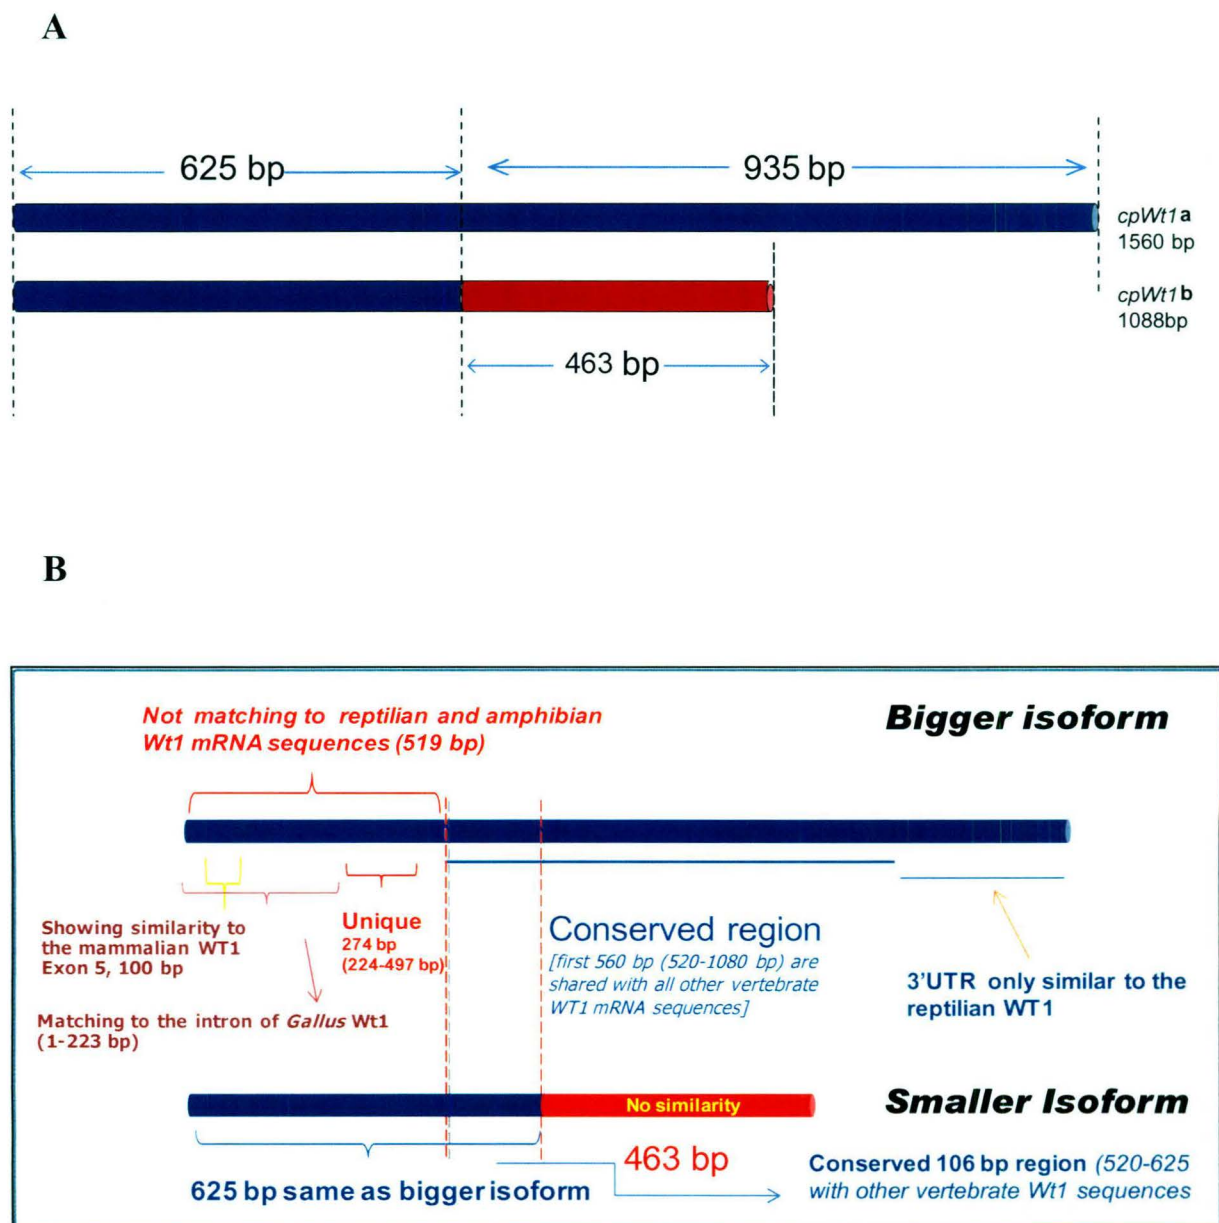 A
625 bp
935 bp
cpWt1a
1560 bp
cpWt1b
1088bp
463 bp
B
Not matching to reptilian and amphibian
Wt1 mRNA sequences (519 bp)
Bigger isoform
Showing similarity to
the mammalian WT1
Exon 5, 100 bp
Unique
274 bp
(224-497 bp)
Conserved region
[first 560 bp (520-1080 bp) are
shared with all other vertebrate
WT1 mRNA sequences]
3'UTR only similar to the
reptilian WT1
Matching to the intron of Gallus Wt1
(1-223 bp)
No similarity
Smaller Isoform
463 bp
625 bp same as bigger isoform
Conserved 106 bp region (520-625
with other vertebrate Wt1 sequences